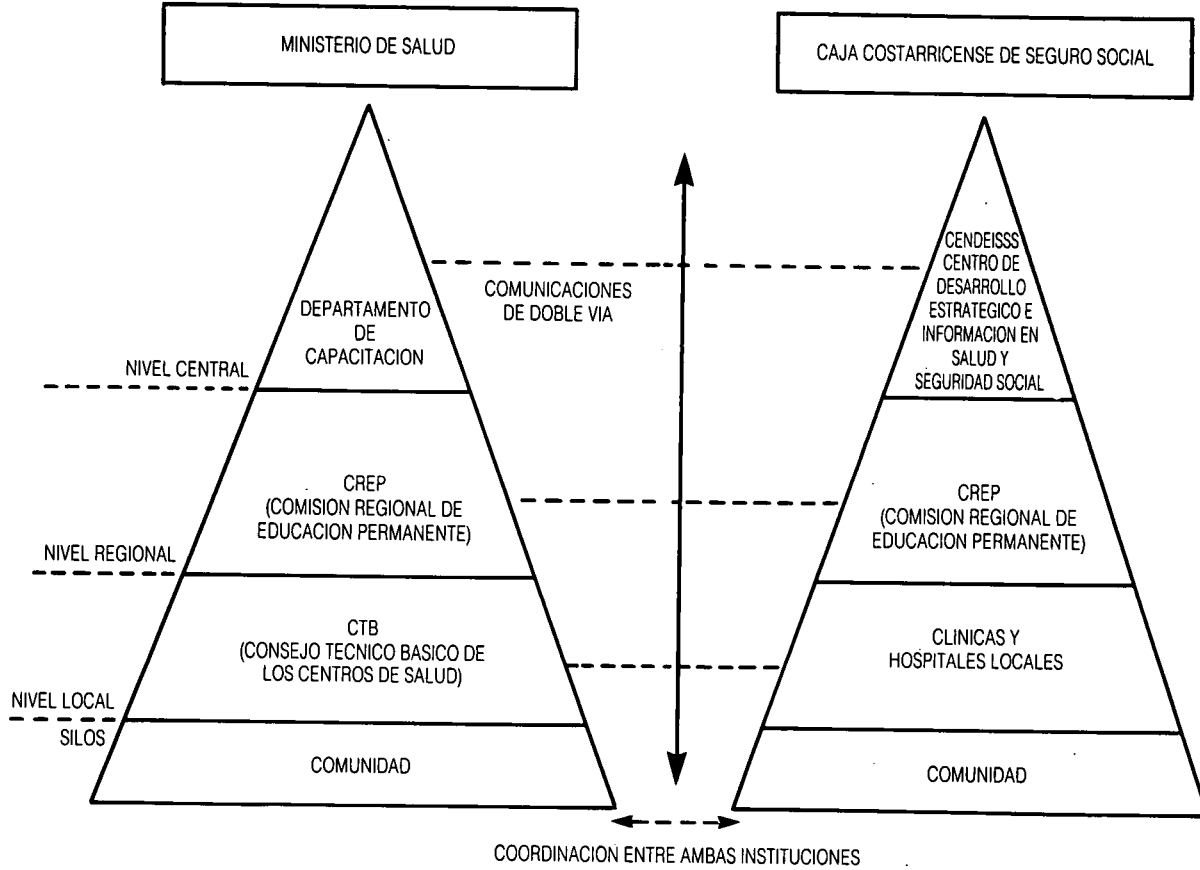 MINISTERIO DE SALUD
CAJA COSTARRICENSE DE SEGURO SOCIAL
CENDEISSS
CENTRO DE
DESARROLLO
ESTRATEGICO E
INFORMACION EN
SALUD Y
SEGURIDAD SOCIAL
COMUNICACIONES
DE DOBLE VIA
DEPARTAMENTO
DE
CAPACITACION
NIVEL CENTRAL
CREP
(COMISION REGIONAL DE
EDUCACION PERMANENTE)
CREP
(COMISION REGIONAL DE
EDUCACION PERMANENTE)
NIVEL REGIONAL
CTB
(CONSEJO TECNICO BASICO DE
LOS CENTROS DE SALUD)
CLINICAS Y
HOSPITALES LOCALES
NIVEL LOCAL
SILOS
COMUNIDAD
COMUNIDAD
COORDINACION ENTRE AMBAS INSTITUCIONES